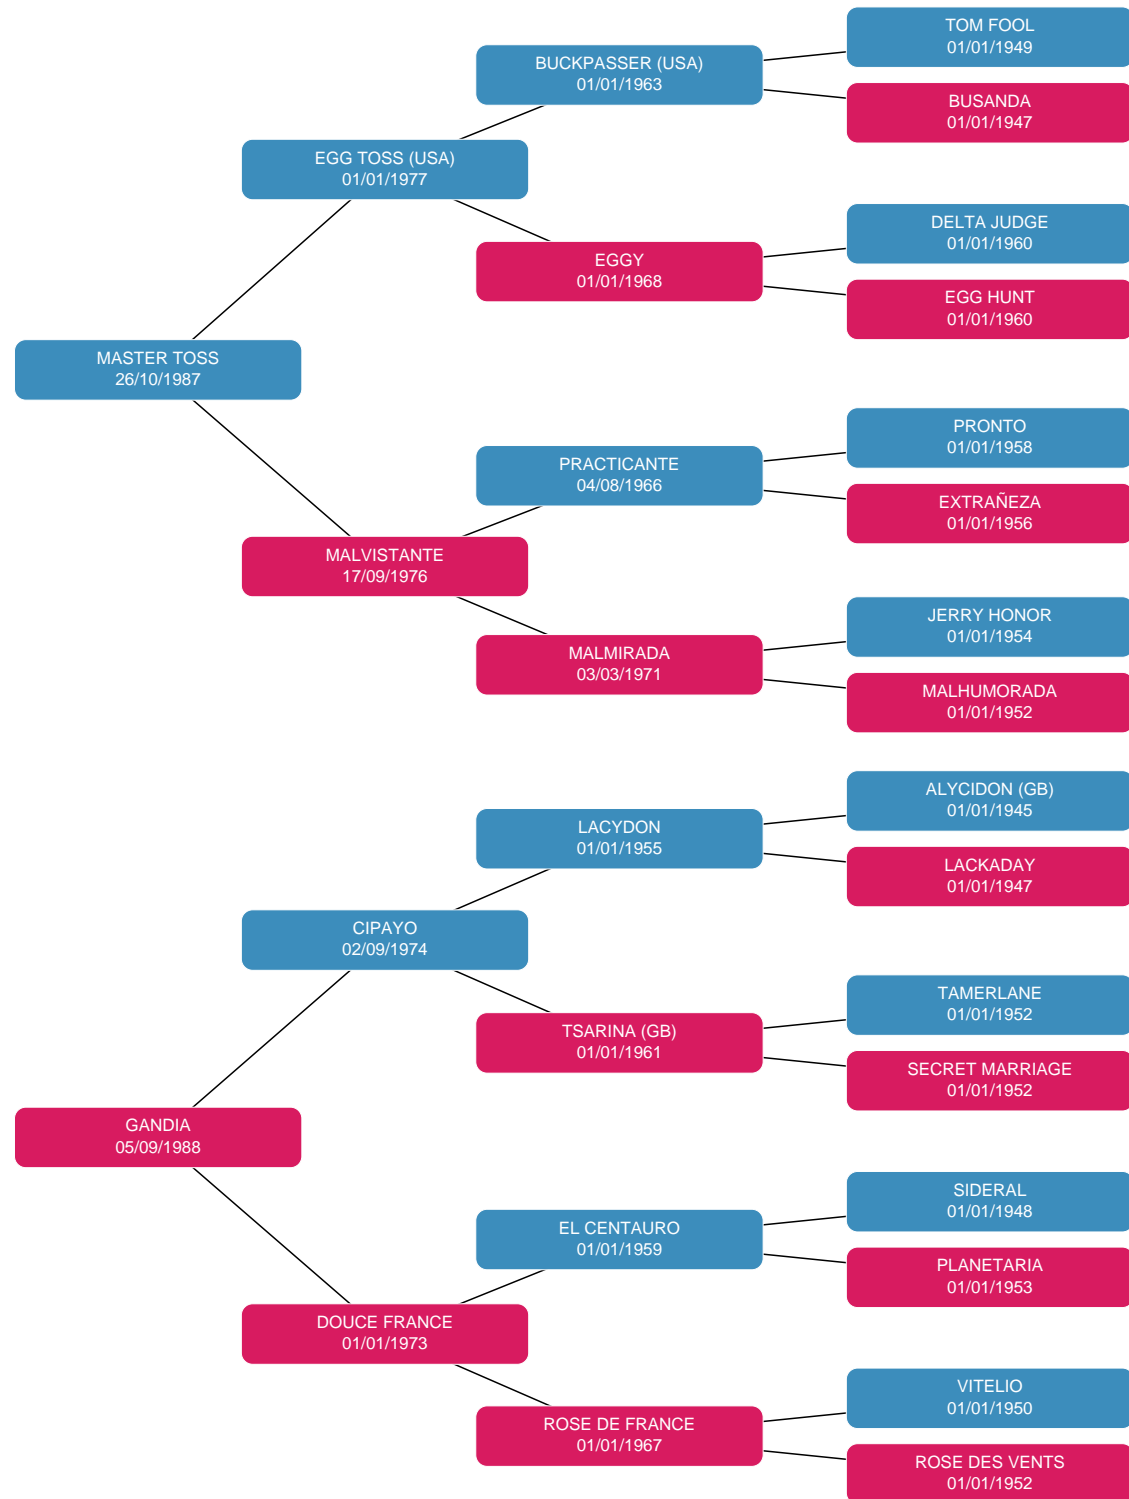 TOM FOOL
01/01/1949
BUCKPASSER (USA)
01/01/1963
BUSANDA
01/01/1947
EGG TOSS (USA)
01/01/1977
DELTA JUDGE
01/01/1960
EGGY
01/01/1968
EGG HUNT
01/01/1960
MASTER TOSS
26/10/1987
PRONTO
01/01/1958
PRACTICANTE
04/08/1966
EXTRAÑEZA
01/01/1956
MALVISTANTE
17/09/1976
JERRY HONOR
01/01/1954
MALMIRADA
03/03/1971
MALHUMORADA
01/01/1952
ALYCIDON (GB)
01/01/1945
LACYDON
01/01/1955
LACKADAY
01/01/1947
CIPAYO
02/09/1974
TAMERLANE
01/01/1952
TSARINA (GB)
01/01/1961
SECRET MARRIAGE
01/01/1952
GANDIA
05/09/1988
SIDERAL
01/01/1948
EL CENTAURO
01/01/1959
PLANETARIA
01/01/1953
DOUCE FRANCE
01/01/1973
VITELIO
01/01/1950
ROSE DE FRANCE
01/01/1967
ROSE DES VENTS
01/01/1952